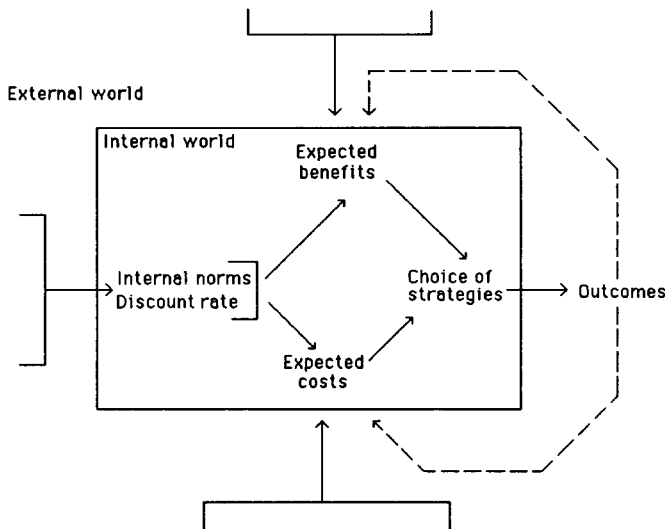 External world
Internal world
Expected
benefits
Internal norms
Discount rate
Choice of
strategies
Outcomes
Expected
costs